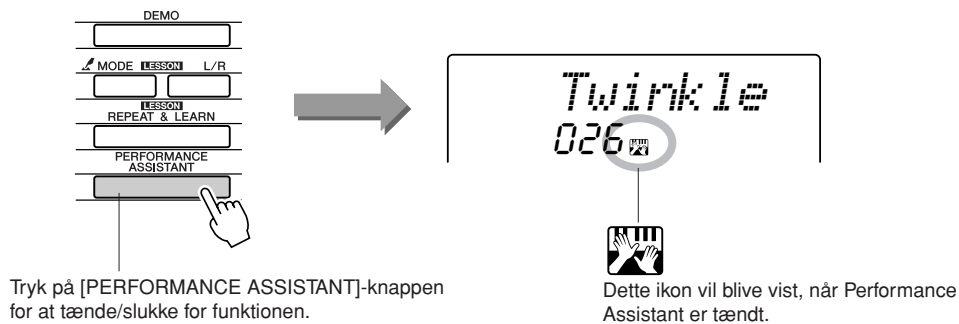 DEMO
MODE LESSON L/R
LESSON
REPEAT & LEARN
PERFORMANCE
ASSISTANT
Twinkle
026
Tryk på [PERFORMANCE ASSISTANT]-knappen
for at tænde/slukke for funktionen.
Dette ikon vil blive vist, når Performance
Assistant er tændt.